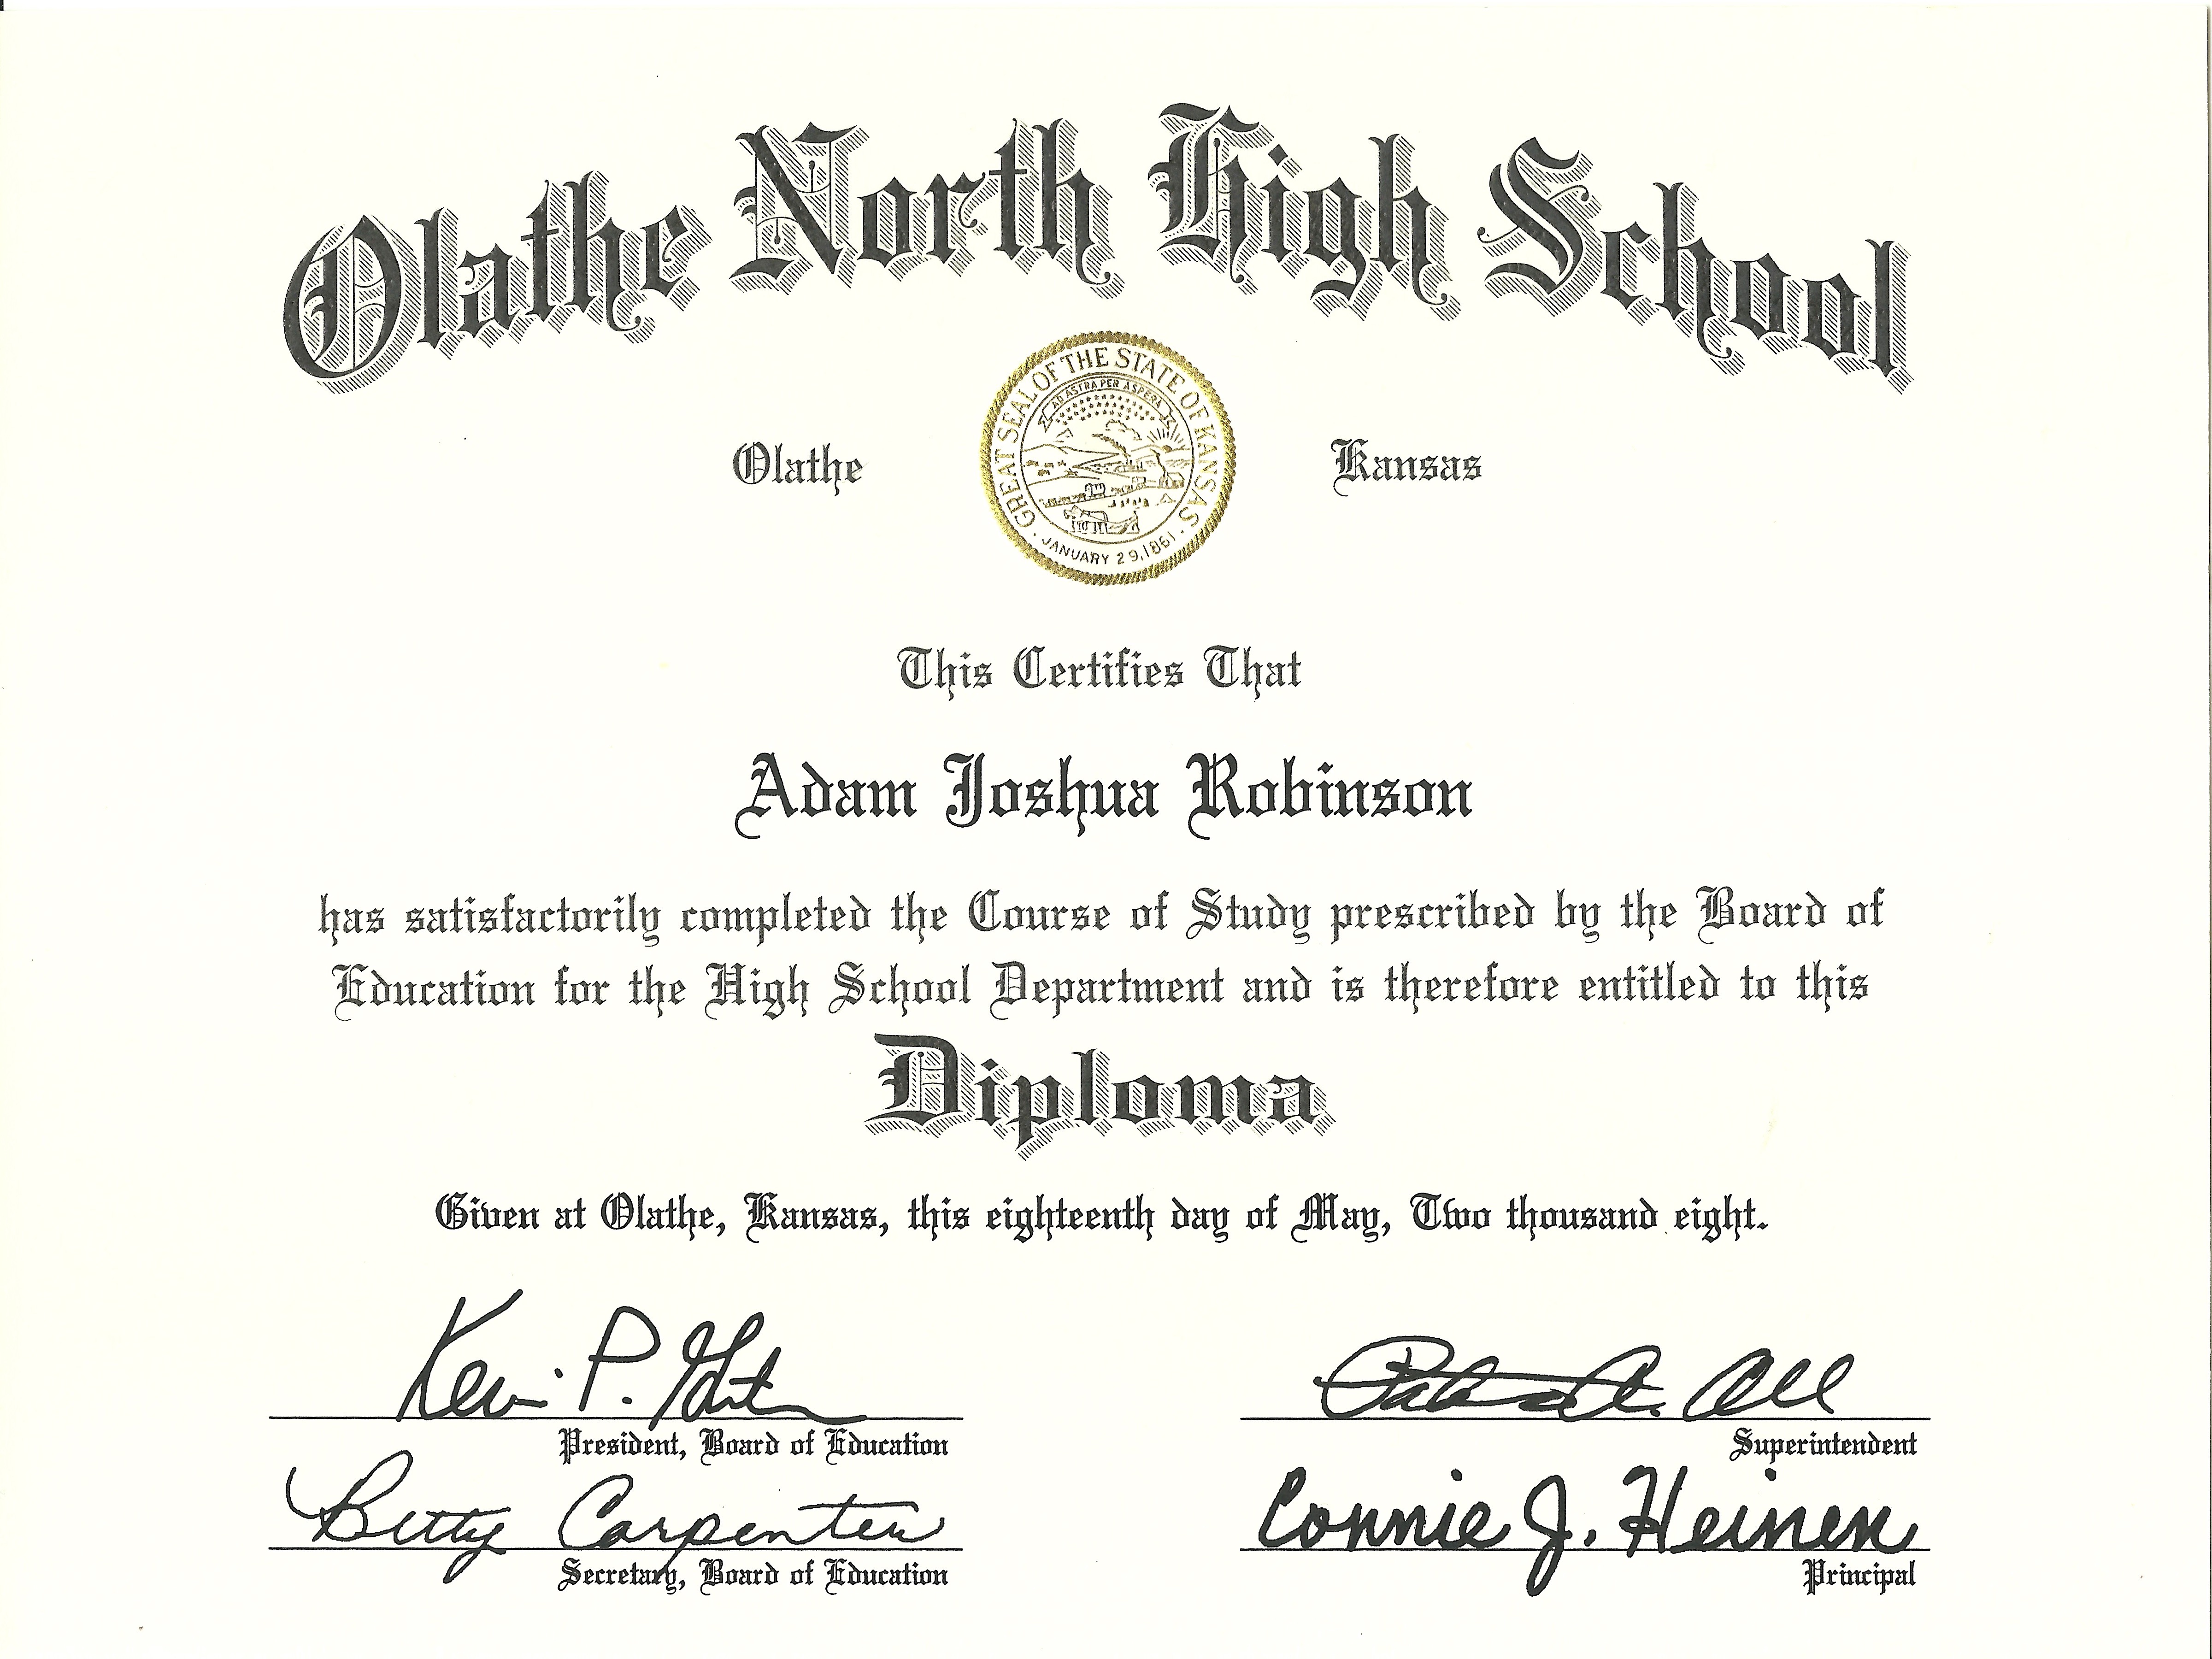 Olathe North High School
Olathe Kansas
GREAT SEAL OF THE STATE OF KANSAS
AD ASTRA PER ASPERA
JANUARY 29, 1861
This Certifies That
Adam Joshua Robinson
has satisfactorily completed the Course of Study prescribed by the Board of
Education for the High School Department and is therefore entitled to this
Diploma
Given at Olathe, Kansas, this eighteenth day of May, Two thousand eight.
Kevin P. All
President, Board of Education Superintendent
Betty Carpenter Connie J. Heinen
Secretary, Board of Education Principal